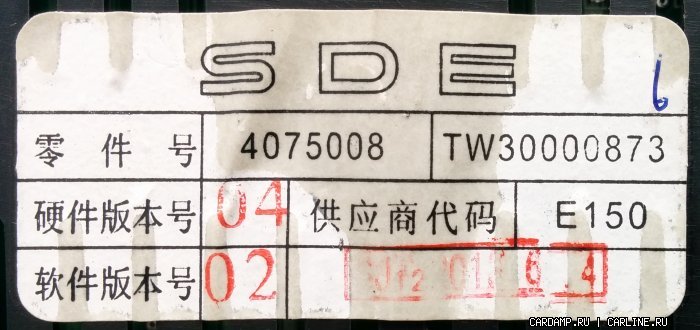 SDE
零件号 4075008 TW30000873
硬件版本号 04 供应商代码 E150
软件版本号 02
CARDAMP.RU | CARLINE.RU